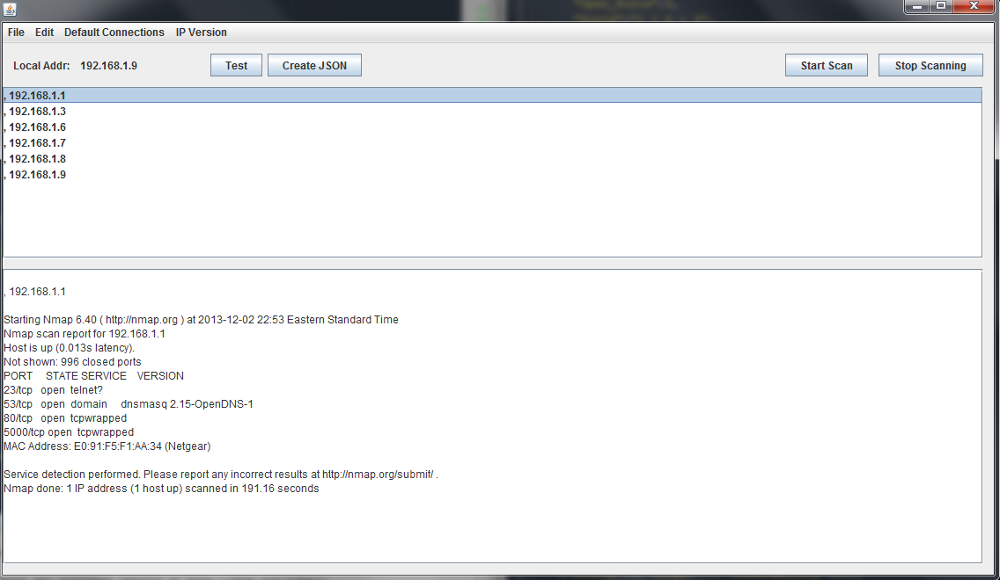 File Edit Default Connections IP Version
Local Addr: 192.168.1.9 Test Create JSON Start Scan Stop Scanning
, 192.168.1.1
, 192.168.1.3
, 192.168.1.6
, 192.168.1.7
, 192.168.1.8
, 192.168.1.9
, 192.168.1.1
Starting Nmap 6.40 ( http://nmap.org ) at 2013-12-02 22:53 Eastern Standard Time
Nmap scan report for 192.168.1.1
Host is up (0.013s latency).
Not shown: 996 closed ports
PORT STATE SERVICE VERSION
23/tcp open telnet?
53/tcp open domain dnsmasq 2.15-OpenDNS-1
80/tcp open tcpwrapped
5000/tcp open tcpwrapped
MAC Address: E0:91:F5:F1:AA:34 (Netgear)
Service detection performed. Please report any incorrect results at http://nmap.org/submit/ .
Nmap done: 1 IP address (1 host up) scanned in 191.16 seconds